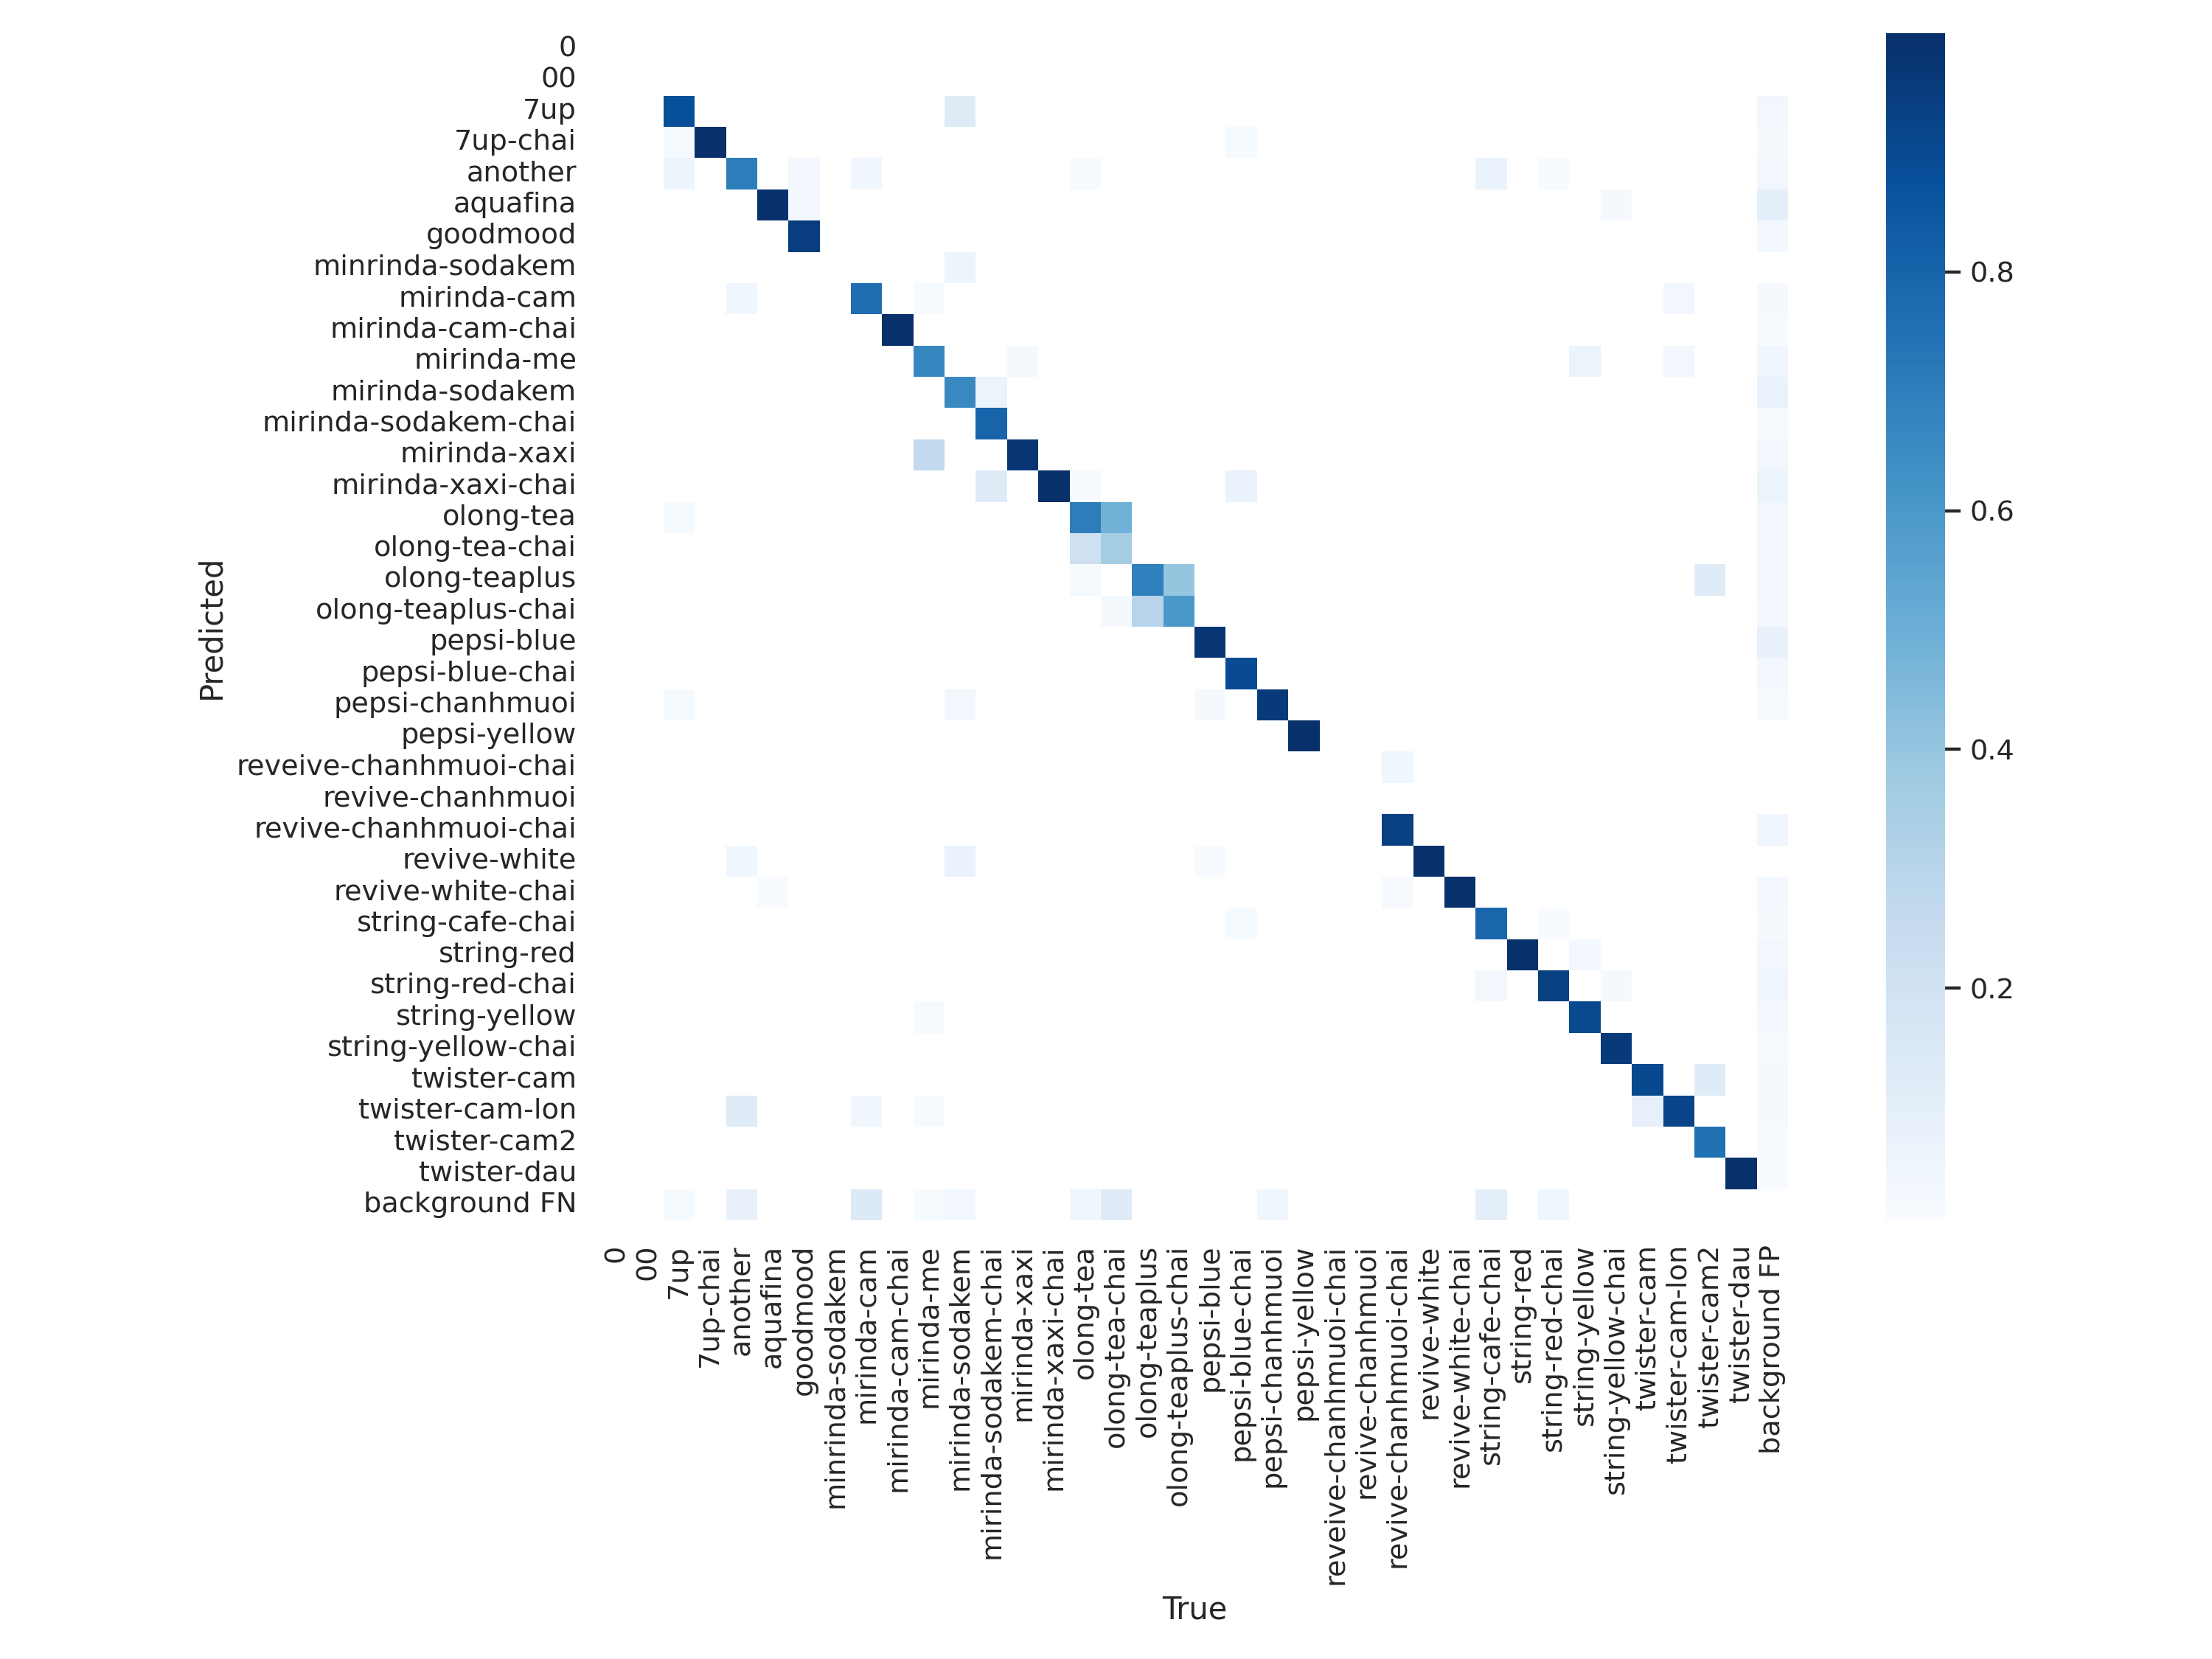 0
00
7up
7up-chai
another
aquafina
goodmood
minrinda-sodakem
mirinda-cam
mirinda-cam-chai
mirinda-me
mirinda-sodakem
mirinda-sodakem-chai
mirinda-xaxi
mirinda-xaxi-chai
olong-tea
olong-tea-chai
olong-teaplus
olong-teaplus-chai
pepsi-blue
pepsi-blue-chai
pepsi-chanhmuoi
pepsi-yellow
reveive-chanhmuoi-chai
revive-chanhmuoi
revive-chanhmuoi-chai
revive-white
revive-white-chai
string-cafe-chai
string-red
string-red-chai
string-yellow
string-yellow-chai
twister-cam
twister-cam-lon
twister-cam2
twister-dau
background FN
Predicted
0
00
7up
7up-chai
another
aquafina
goodmood
minrinda-sodakem
mirinda-cam
mirinda-cam-chai
mirinda-me
mirinda-sodakem
mirinda-sodakem-chai
mirinda-xaxi
mirinda-xaxi-chai
olong-tea
olong-tea-chai
olong-teaplus
olong-teaplus-chai
pepsi-blue
pepsi-blue-chai
pepsi-chanhmuoi
pepsi-yellow
reveive-chanhmuoi-chai
revive-chanhmuoi
revive-chanhmuoi-chai
revive-white
revive-white-chai
string-cafe-chai
string-red
string-red-chai
string-yellow
string-yellow-chai
twister-cam
twister-cam-lon
twister-cam2
twister-dau
background FP
True
0.8
0.6
0.4
0.2